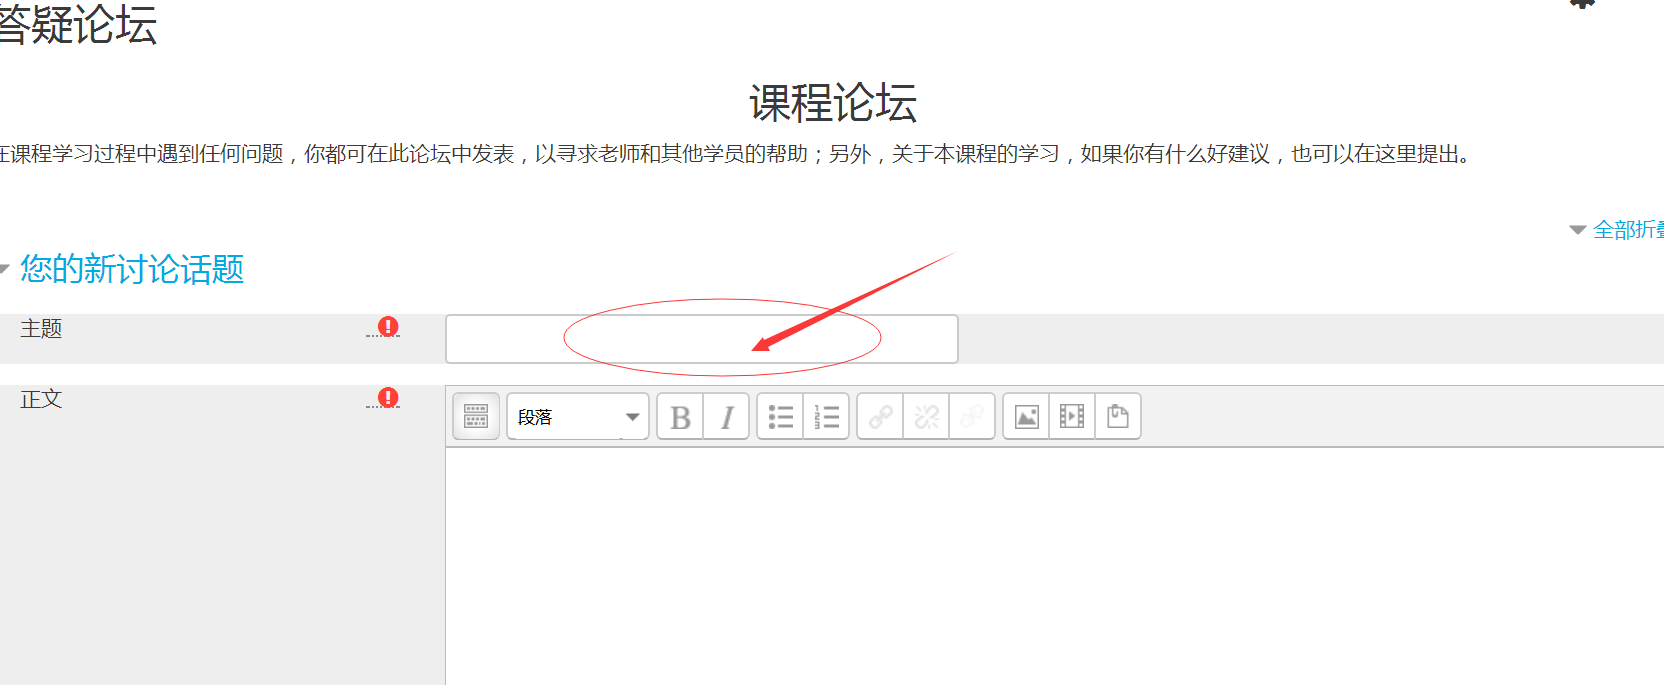 答疑论坛
课程论坛
在课程学习过程中遇到任何问题，你都可在此论坛中发表，以寻求老师和其他学员的帮助；另外，关于本课程的学习，如果你有什么好建议，也可以在这里提出。
全部折叠
您的新讨论话题
主题
正文
段落 B I